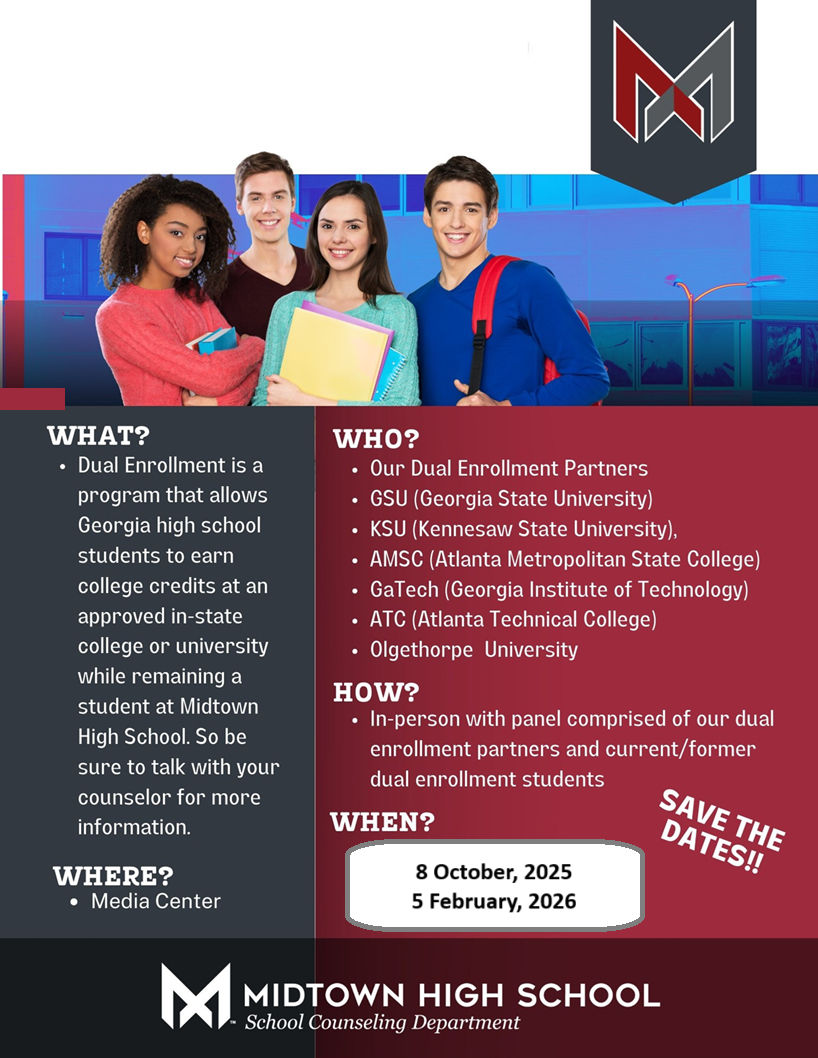 WHAT?
• Dual Enrollment is a
program that allows
Georgia high school
students to earn
college credits at an
approved in-state
college or university
while remaining a
student at Midtown
High School. So be
sure to talk with your
counselor for more
information.
WHERE?
• Media Center
WHO?
• Our Dual Enrollment Partners
• GSU (Georgia State University)
• KSU (Kennesaw State University),
• AMSC (Atlanta Metropolitan State College)
• GaTech (Georgia Institute of Technology)
• ATC (Atlanta Technical College)
• Olgethorpe University
HOW?
• In-person with panel comprised of our dual
enrollment partners and current/former
dual enrollment students
WHEN?
8 October, 2025
5 February, 2026
SAVE THE
DATES!!
MIDTOWN HIGH SCHOOL
School Counseling Department